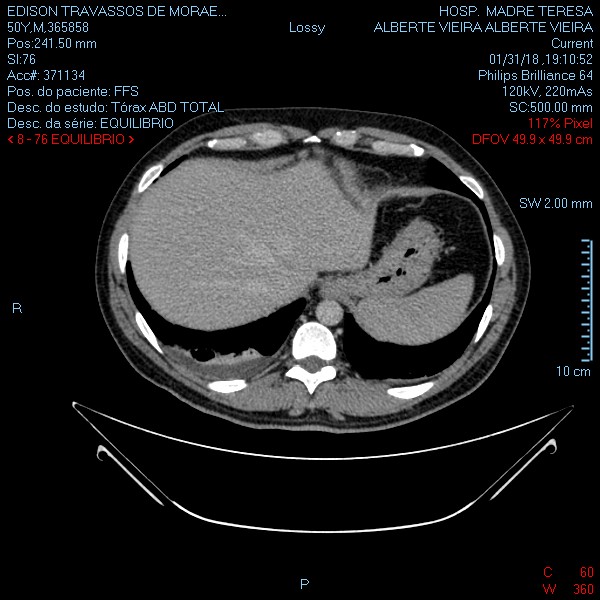 EDISON TRAVASSOS DE MORAE...
50Y,M,365858
Pos:241.50 mm
SI:76
Acc#: 371134
Pos. do paciente: FFS
Desc. do estudo: Tórax ABD TOTAL
Desc. da série: EQUILIBRIO
< 8 - 76 EQUILIBRIO >
Lossy
HOSP. MADRE TERESA
ALBERTE VIEIRA ALBERTE VIEIRA
Current
01/31/18 ,19:10:52
Philips Brilliance 64
120kV, 220mAs
SC:500.00 mm
117% Pixel
DFOV 49.9 x 49.9 cm
SW 2.00 mm
R
10 cm
P
C 60
W 360